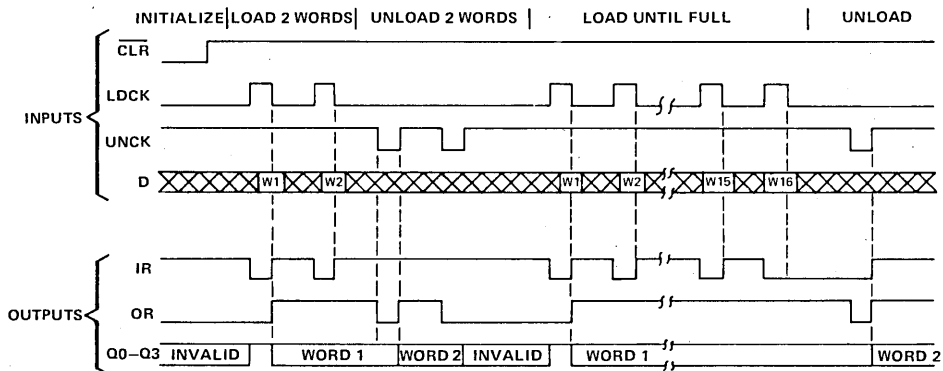 INITIALIZE LOAD 2 WORDS UNLOAD 2 WORDS LOAD UNTIL FULL UNLOAD
CLR
LDCK
INPUTS
UNCK
D W1 W2 W1 W2 W15 W16
IR
OUTPUTS OR
Q0–Q3 INVALID WORD 1 WORD 2 INVALID WORD 1 WORD 2